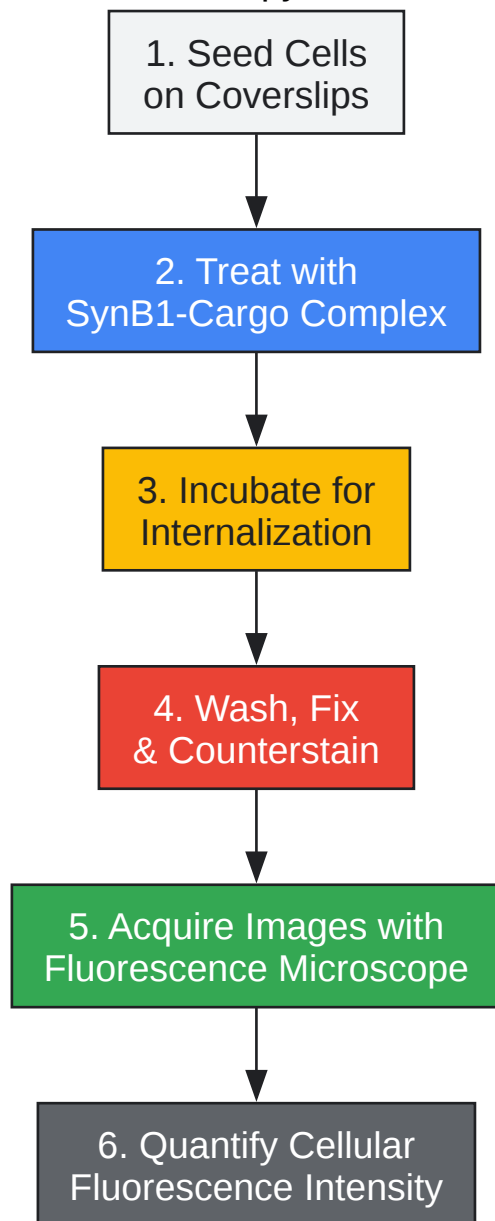 1. Seed Cells
on Coverslips
2. Treat with
SynB1-Cargo Complex
3. Incubate for
Internalization
4. Wash, Fix
& Counterstain
5. Acquire Images with
Fluorescence Microscope
6. Quantify Cellular
Fluorescence Intensity